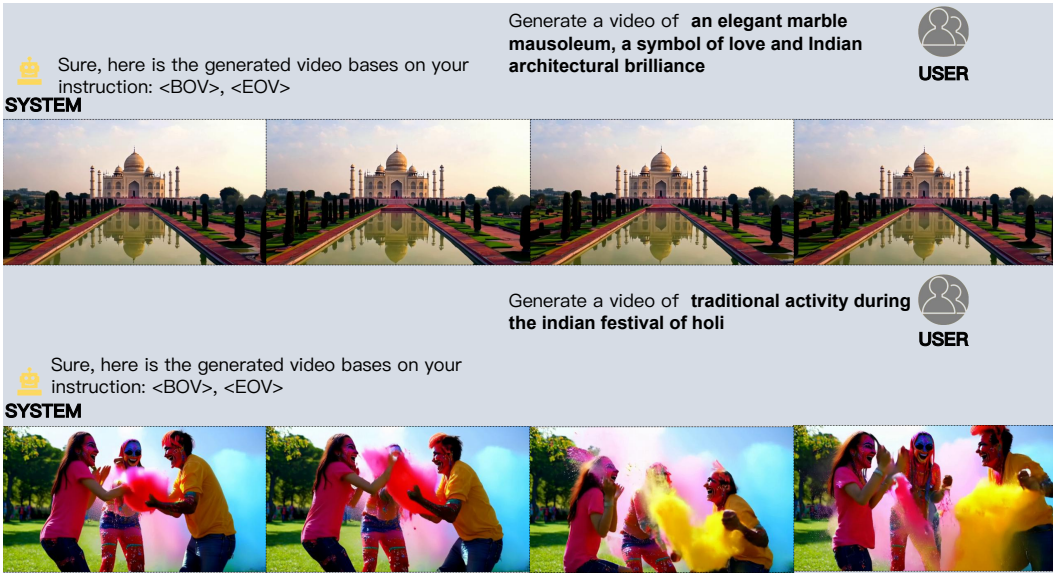 Generate a video of an elegant marble
mausoleum, a symbol of love and Indian
architectural brilliance
USER
Sure, here is the generated video bases on your
instruction: <BOV>, <EOV>
SYSTEM
Generate a video of traditional activity during
the indian festival of holi
USER
Sure, here is the generated video bases on your
instruction: <BOV>, <EOV>
SYSTEM